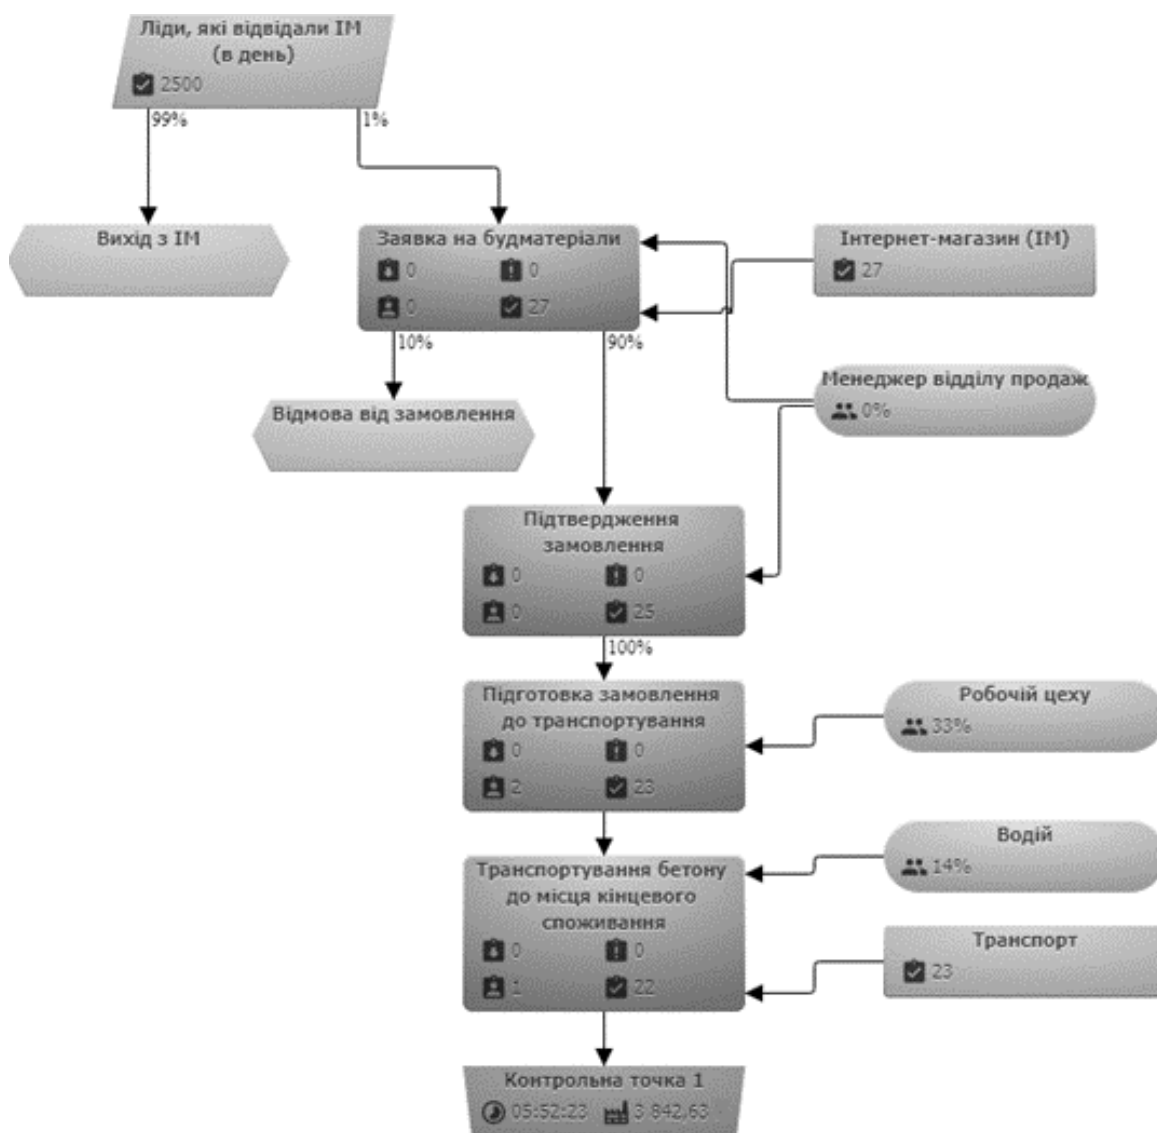 Ліди, які відвідали ІМ
(в день)
2500
99%
1%
Вихід з ІМ
Заявка на будматеріали
0 0
0 27
Інтернет-магазин (ІМ)
27
10%
90%
Менеджер відділу продаж
0%
Відмова від замовлення
Підтвердження
замовлення
0 0
0 25
100%
Підготовка замовлення
до транспортування
0 0
2 23
Робочій цеху
33%
Водій
14%
Транспортування бетону
до місця кінцевого
споживання
0 0
1 22
Транспорт
23
Контрольна точка 1
05:52:23 3 842,63